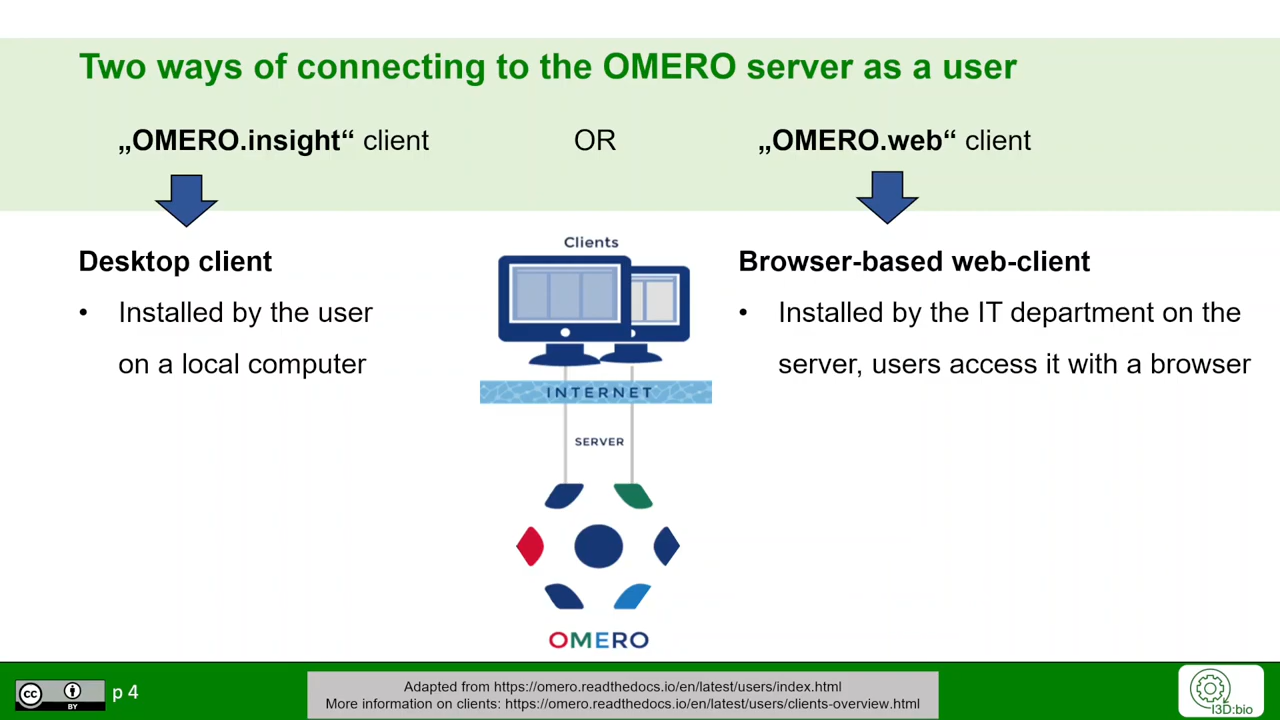 Two ways of connecting to the OMERO server as a user
„OMERO.insight“ client
OR
„OMERO.web“ client
Desktop client
• Installed by the user
on a local computer
Clients
INTERNET
SERVER
OMERO
Browser-based web-client
• Installed by the IT department on the
server, users access it with a browser
cc
BY
p 4
Adapted from https://omero.readthedocs.io/en/latest/users/index.html
More information on clients: https://omero.readthedocs.io/en/latest/users/clients-overview.html
I3D:bio